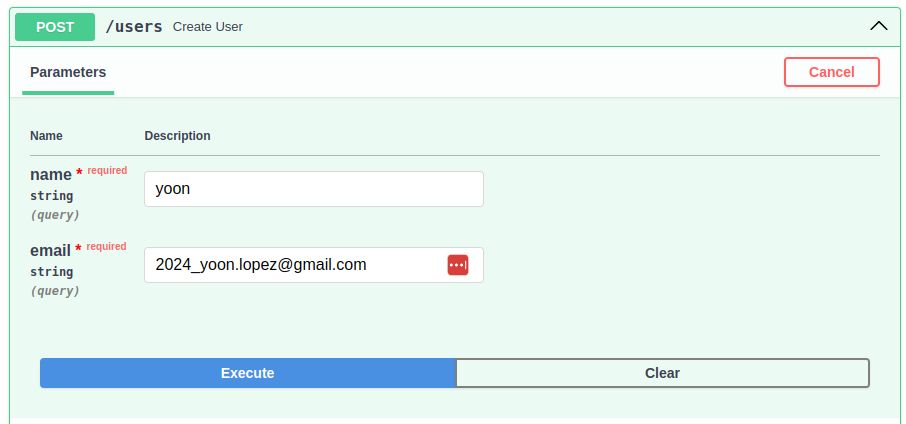 POST /users Create User
Parameters Cancel
Name Description
name * required yoon
string
(query)
email * required 2024_yoon.lopez@gmail.com
string
(query)
Execute Clear